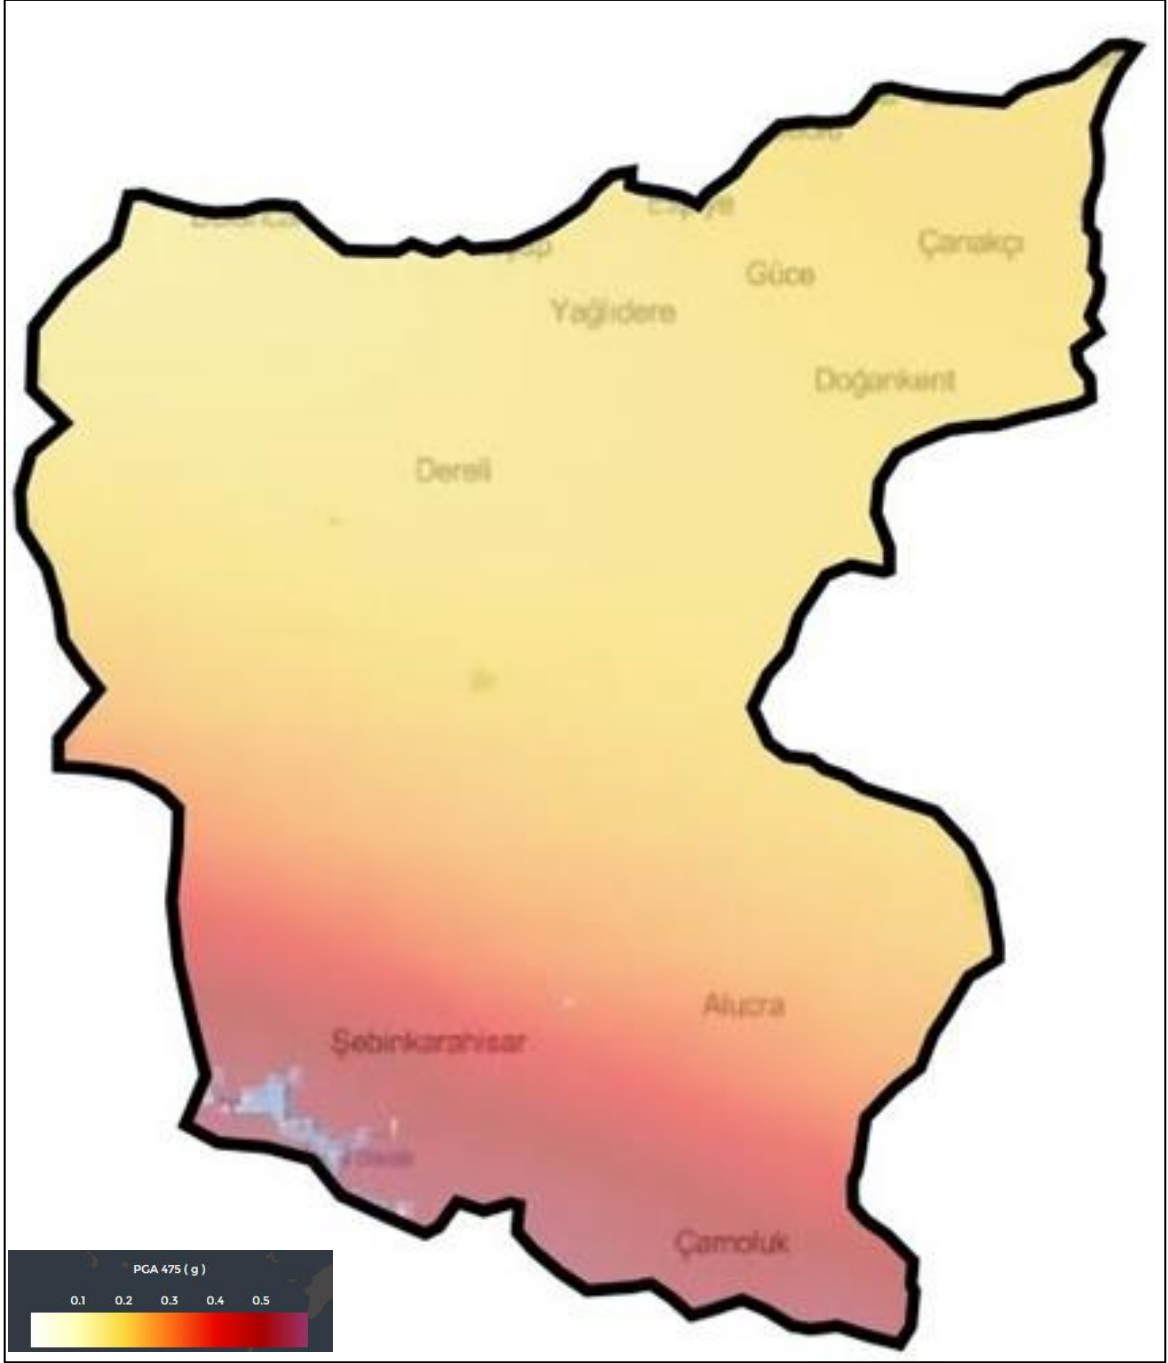 Çanakçı
Güce
Yağlıdere
Doğankent
Dereli
Alucra
Şebinkarahisar
Çamoluk
PGA 475 ( g )
0.1 0.2 0.3 0.4 0.5